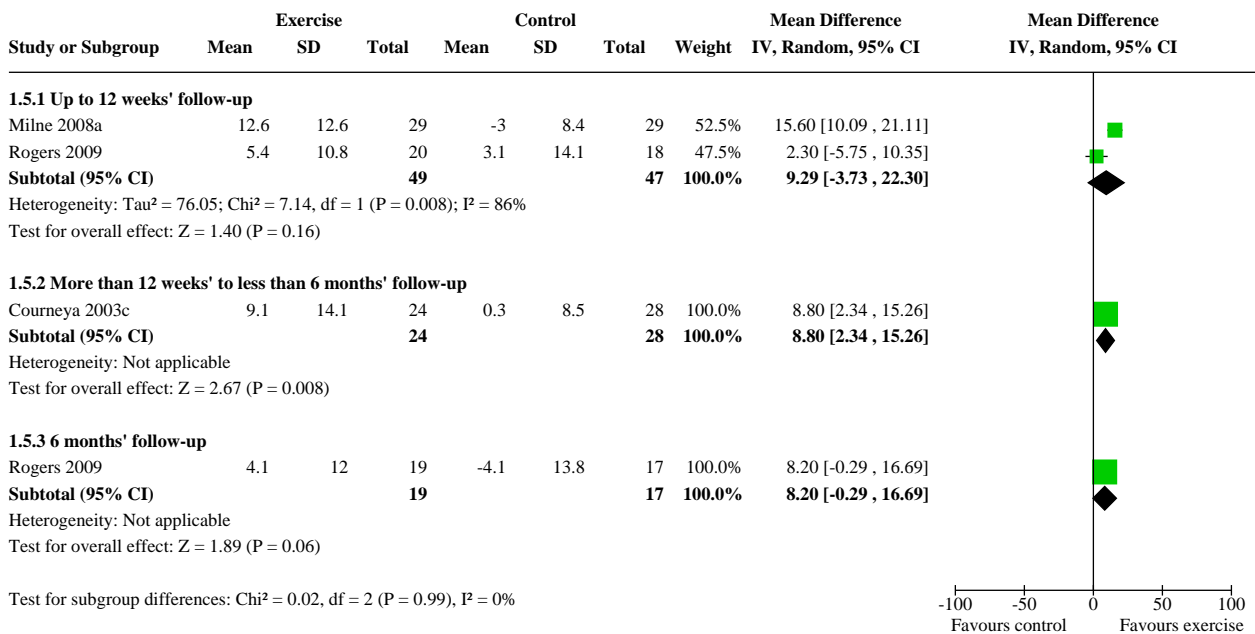 Exercise Control Mean Difference Mean Difference
Study or Subgroup Mean SD Total Mean SD Total Weight IV, Random, 95% CI IV, Random, 95% CI
1.5.1 Up to 12 weeks' follow-up
Milne 2008a 12.6 12.6 29 -3 8.4 29 52.5% 15.60 [10.09 , 21.11]
Rogers 2009 5.4 10.8 20 3.1 14.1 18 47.5% 2.30 [-5.75 , 10.35]
Subtotal (95% CI) 49 47 100.0% 9.29 [-3.73 , 22.30]
Heterogeneity: Tau² = 76.05; Chi² = 7.14, df = 1 (P = 0.008); I² = 86%
Test for overall effect: Z = 1.40 (P = 0.16)
1.5.2 More than 12 weeks' to less than 6 months' follow-up
Courneya 2003c 9.1 14.1 24 0.3 8.5 28 100.0% 8.80 [2.34 , 15.26]
Subtotal (95% CI) 24 28 100.0% 8.80 [2.34 , 15.26]
Heterogeneity: Not applicable
Test for overall effect: Z = 2.67 (P = 0.008)
1.5.3 6 months' follow-up
Rogers 2009 4.1 12 19 -4.1 13.8 17 100.0% 8.20 [-0.29 , 16.69]
Subtotal (95% CI) 19 17 100.0% 8.20 [-0.29 , 16.69]
Heterogeneity: Not applicable
Test for overall effect: Z = 1.89 (P = 0.06)
Test for subgroup differences: Chi² = 0.02, df = 2 (P = 0.99), I² = 0%
-100 -50 0 50 100
Favours control Favours exercise